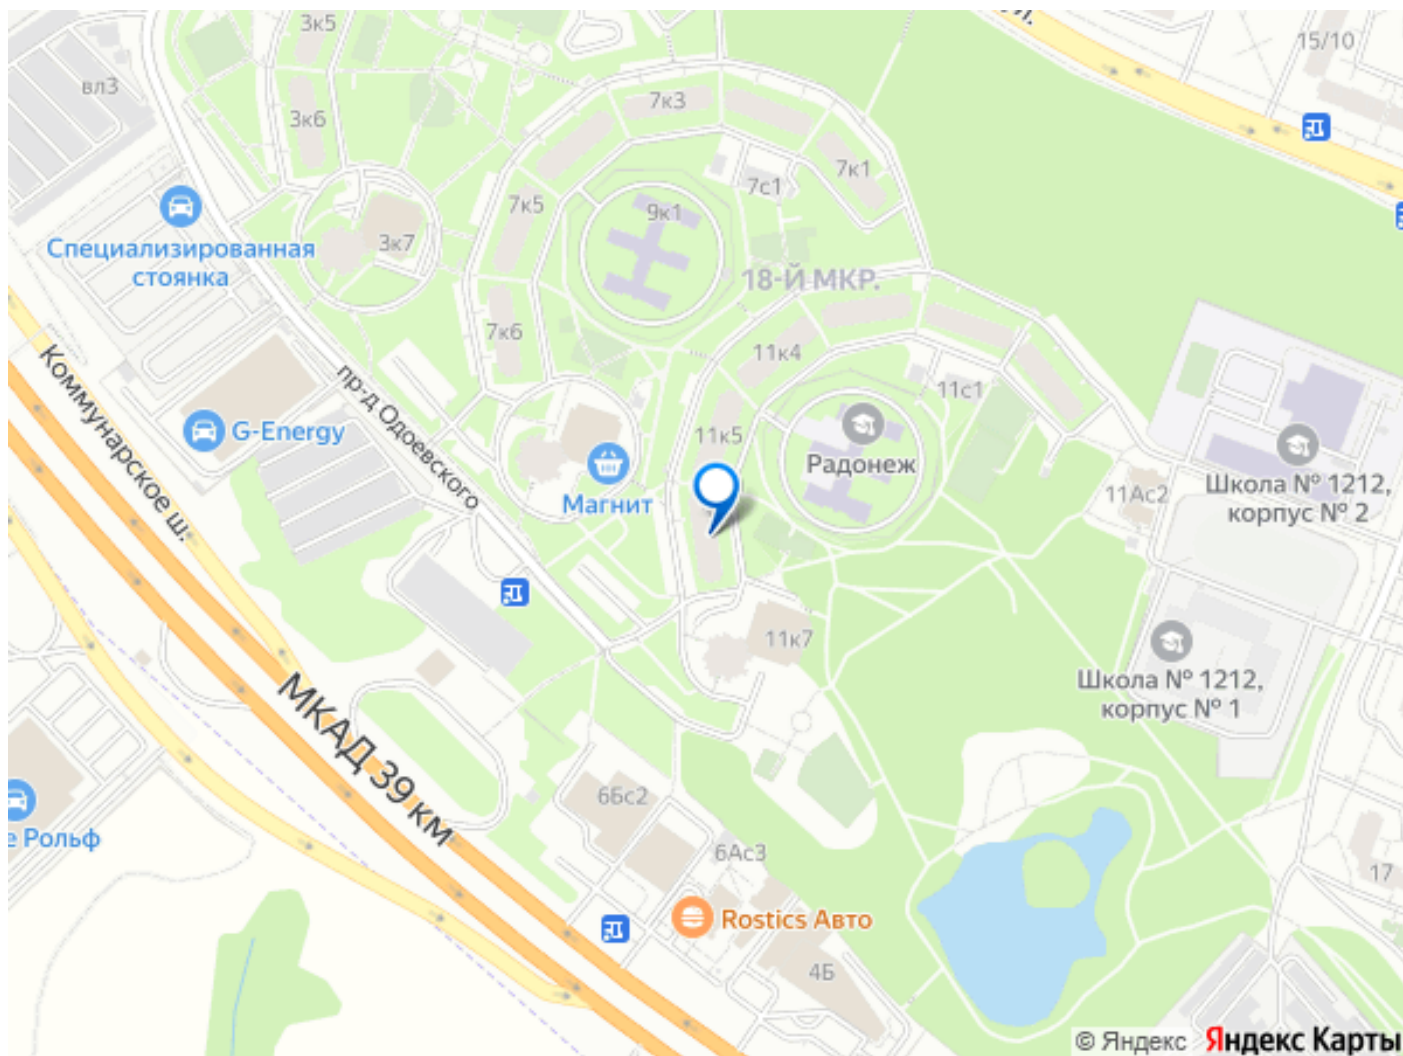 л.
3к5
15/10
вл3
7к3
3к6
7к1
7с1
7к5
9к1
3к7
Специализированная
стоянка
18-Й МКР.
7к6
11к4
11с1
Коммунарское ш.
пр-д Одоевского
G-Energy
11к5
Радонеж
Магнит
11Ас2
Школа № 1212,
корпус № 2
11к7
Школа № 1212,
корпус № 1
МКАД 39 км
6Бс2
е Рольф
6Ас3
17
Rostics Авто
4Б
© Яндекс Яндекс Карты